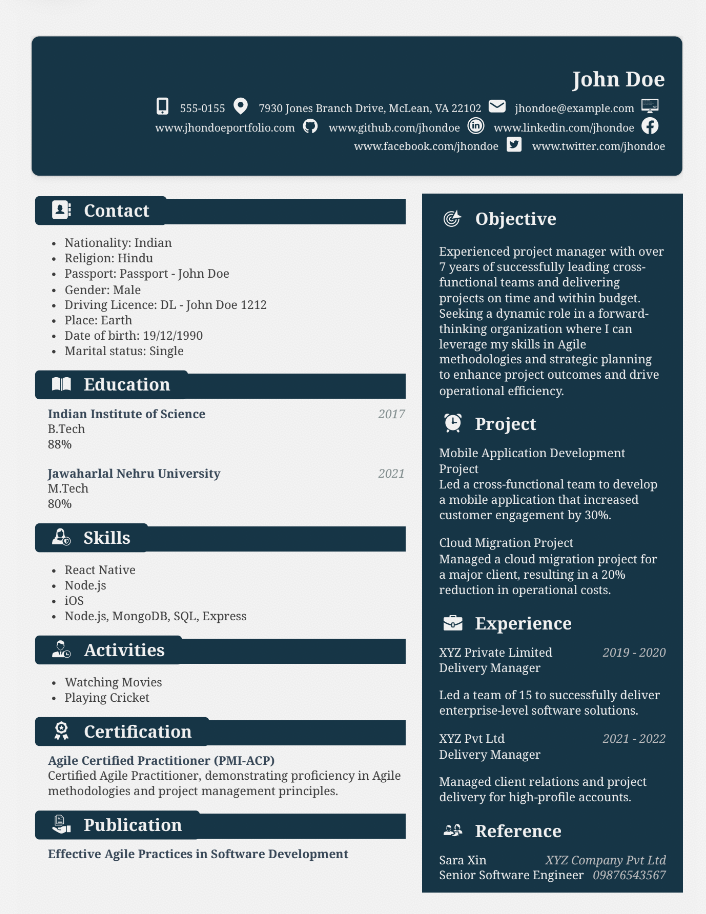 John Doe
555-0155 7930 Jones Branch Drive, McLean, VA 22102 jhondoe@example.com
www.jhondoeportfolio.com www.github.com/jhondoe www.linkedin.com/jhondoe
www.facebook.com/jhondoe www.twitter.com/jhondoe
Contact
• Nationality: Indian
• Religion: Hindu
• Passport: Passport - John Doe
• Gender: Male
• Driving Licence: DL - John Doe 1212
• Place: Earth
• Date of birth: 19/12/1990
• Marital status: Single
Education
Indian Institute of Science 2017
B.Tech
88%
Jawaharlal Nehru University 2021
M.Tech
80%
Skills
• React Native
• Node.js
• iOS
• Node.js, MongoDB, SQL, Express
Activities
• Watching Movies
• Playing Cricket
Certification
Agile Certified Practitioner (PMI-ACP)
Certified Agile Practitioner, demonstrating proficiency in Agile
methodologies and project management principles.
Publication
Effective Agile Practices in Software Development
Objective
Experienced project manager with over
7 years of successfully leading cross-
functional teams and delivering
projects on time and within budget.
Seeking a dynamic role in a forward-
thinking organization where I can
leverage my skills in Agile
methodologies and strategic planning
to enhance project outcomes and drive
operational efficiency.
Project
Mobile Application Development
Project
Led a cross-functional team to develop
a mobile application that increased
customer engagement by 30%.
Cloud Migration Project
Managed a cloud migration project for
a major client, resulting in a 20%
reduction in operational costs.
Experience
XYZ Private Limited 2019 - 2020
Delivery Manager
Led a team of 15 to successfully deliver
enterprise-level software solutions.
XYZ Pvt Ltd 2021 - 2022
Delivery Manager
Managed client relations and project
delivery for high-profile accounts.
Reference
Sara Xin XYZ Company Pvt Ltd
Senior Software Engineer 09876543567